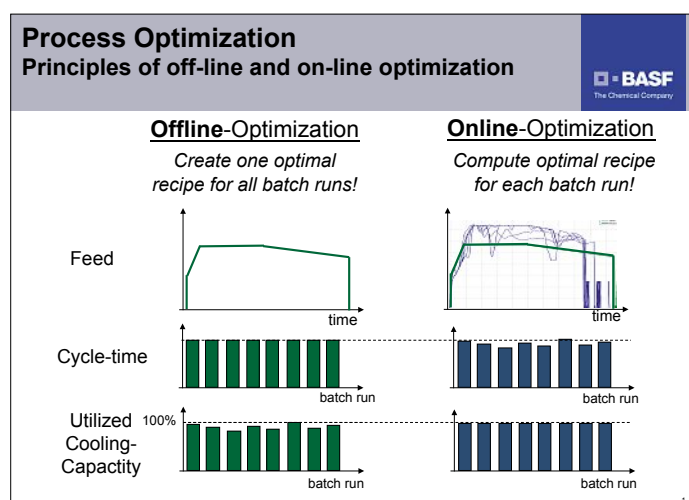 Process Optimization
Principles of off-line and on-line optimization
BASF
The Chemical Company
Offline-Optimization
Online-Optimization
Create one optimal
recipe for all batch runs!
Compute optimal recipe
for each batch run!
Feed
time
time
Cycle-time
batch run
batch run
Utilized
Cooling-
Capactity
100%
batch run
batch run